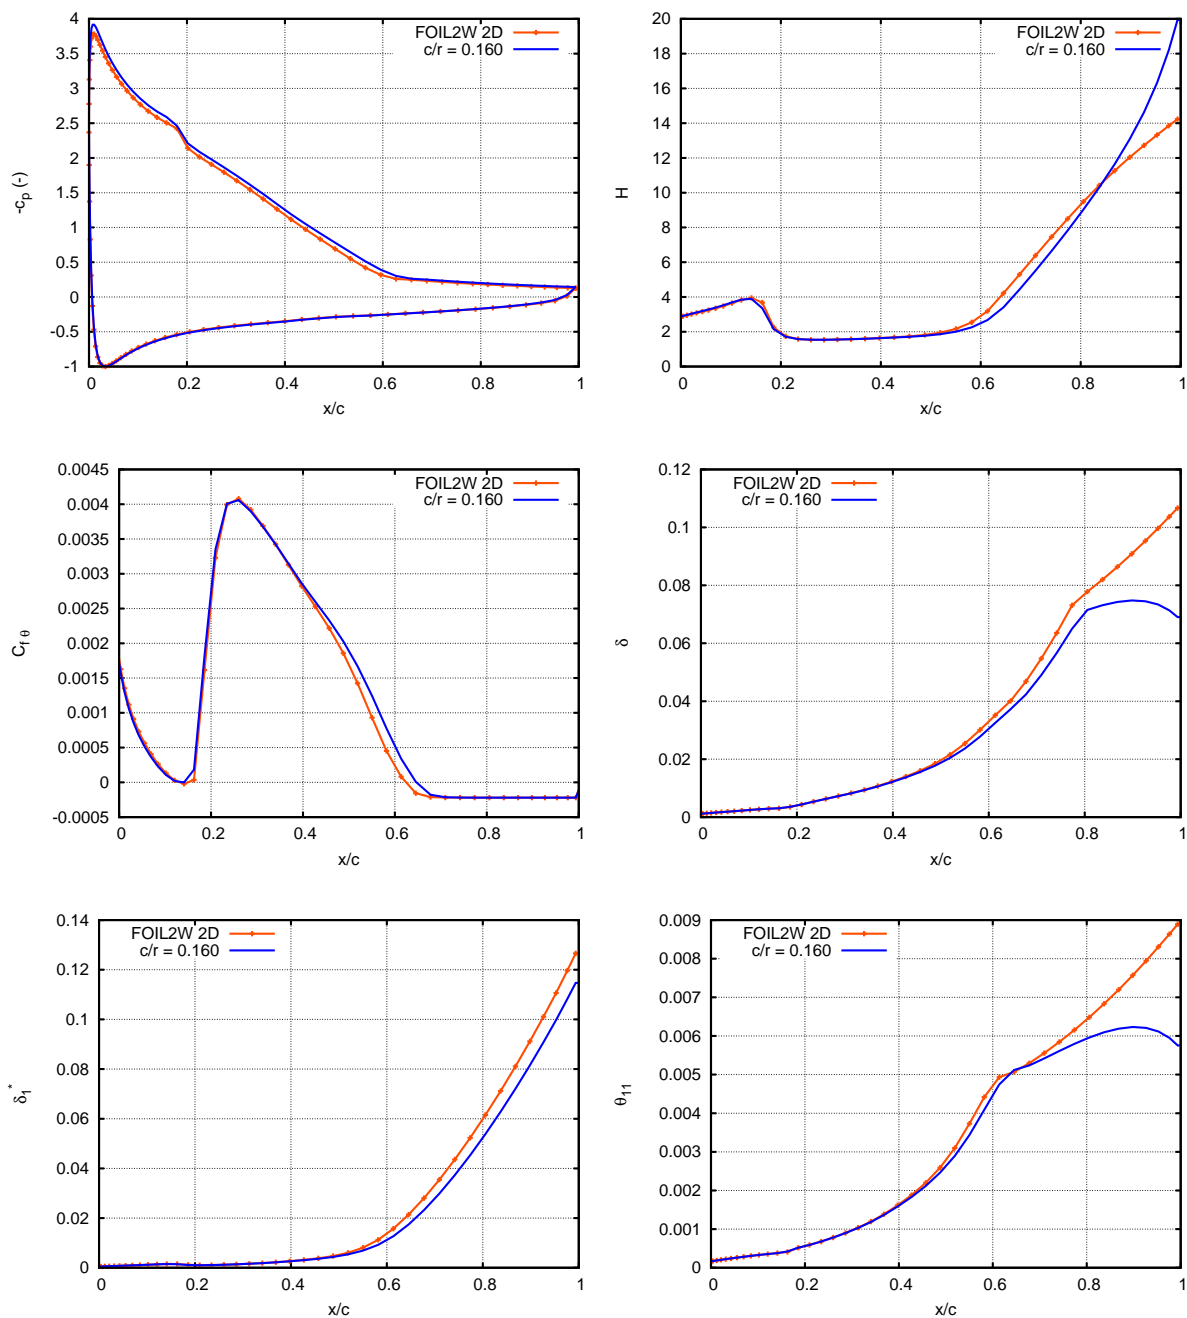 4
3.5
3
2.5
2
1.5
1
0.5
0
-0.5
-1
-cp (-)
0 0.2 0.4 0.6 0.8 1
x/c
FOIL2W 2D
c/r = 0.160
20
18
16
14
12
10
8
6
4
2
0
H
0 0.2 0.4 0.6 0.8 1
x/c
FOIL2W 2D
c/r = 0.160
0.0045
0.004
0.0035
0.003
0.0025
0.002
0.0015
0.001
0.0005
0
-0.0005
Cf θ
0 0.2 0.4 0.6 0.8 1
x/c
FOIL2W 2D
c/r = 0.160
0.12
0.1
0.08
0.06
0.04
0.02
0
δ
0 0.2 0.4 0.6 0.8 1
x/c
FOIL2W 2D
c/r = 0.160
0.14
0.12
0.1
0.08
0.06
0.04
0.02
0
δ1*
0 0.2 0.4 0.6 0.8 1
x/c
FOIL2W 2D
c/r = 0.160
0.009
0.008
0.007
0.006
0.005
0.004
0.003
0.002
0.001
0
θ11
0 0.2 0.4 0.6 0.8 1
x/c
FOIL2W 2D
c/r = 0.160